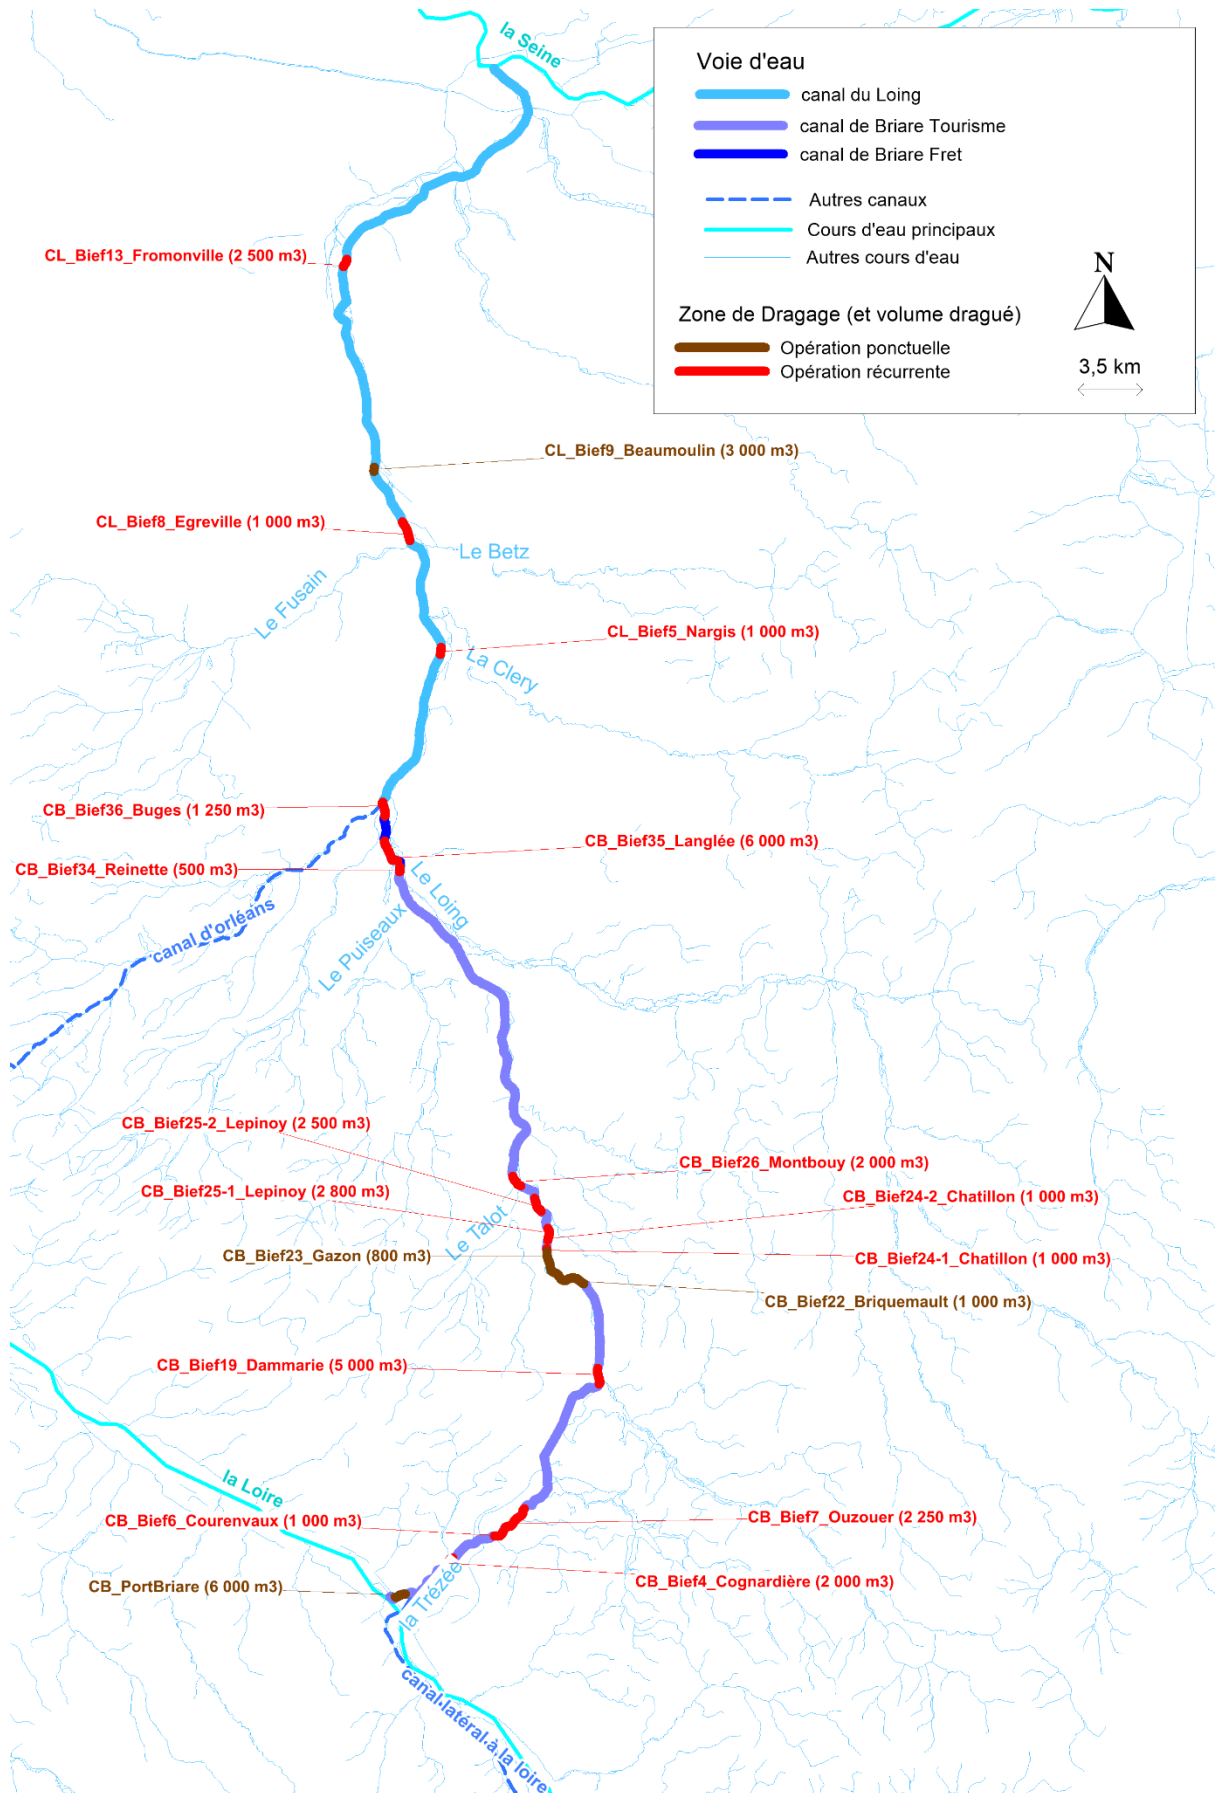 la Seine
Voie d'eau
canal du Loing
canal de Briare Tourisme
canal de Briare Fret
Autres canaux
Cours d'eau principaux
Autres cours d'eau
N
Zone de Dragage (et volume dragué)
Opération ponctuelle
Opération récurrente
3,5 km
CL_Bief13_Fromonville (2 500 m3)
CL_Bief9_Beaumoulin (3 000 m3)
CL_Bief8_Egreville (1 000 m3)
Le Betz
Le Fusain
CL_Bief5_Nargis (1 000 m3)
La Clery
CB_Bief36_Buges (1 250 m3)
CB_Bief35_Langlée (6 000 m3)
CB_Bief34_Reinette (500 m3)
Le Loing
canal d'orléans
Le Puiseaux
CB_Bief25-2_Lepinoy (2 500 m3)
CB_Bief26_Montbouy (2 000 m3)
CB_Bief25-1_Lepinoy (2 800 m3)
CB_Bief24-2_Chatillon (1 000 m3)
Le Talot
CB_Bief23_Gazon (800 m3)
CB_Bief24-1_Chatillon (1 000 m3)
CB_Bief22_Briquemault (1 000 m3)
CB_Bief19_Dammarie (5 000 m3)
la Loire
CB_Bief6_Courenvaux (1 000 m3)
CB_Bief7_Ouzouer (2 250 m3)
CB_PortBriare (6 000 m3)
CB_Bief4_Cognardière (2 000 m3)
la Trézée
canal latéral à la loire